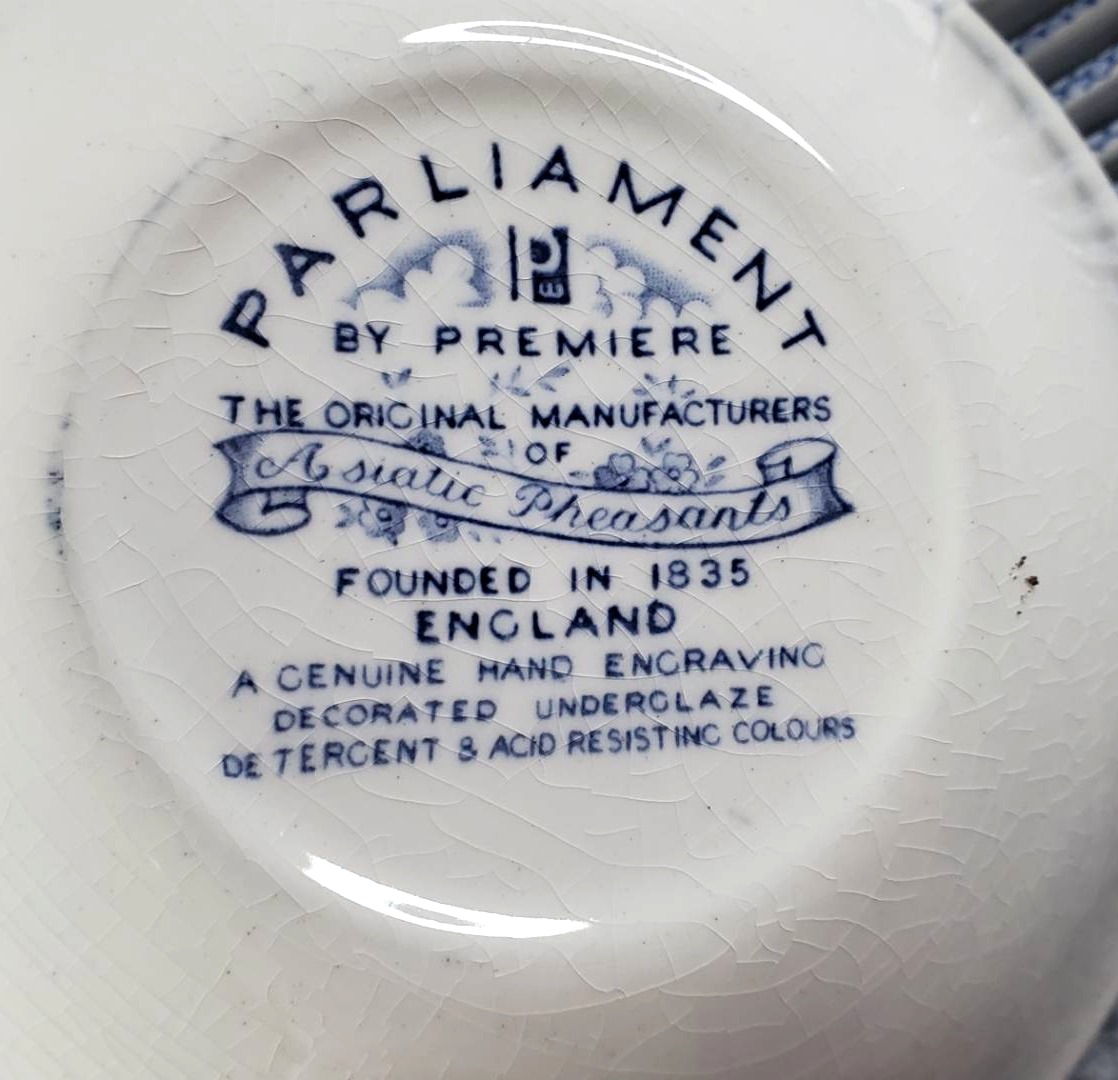 PARLIAMENT
BY PREMIERE
THE ORIGINAL MANUFACTURERS
OF
Asiatic Pheasants
FOUNDED IN 1835
ENGLAND
A GENUINE HAND ENGRAVING
DECORATED UNDERGLAZE
DETERGENT & ACID RESISTING COLOURS